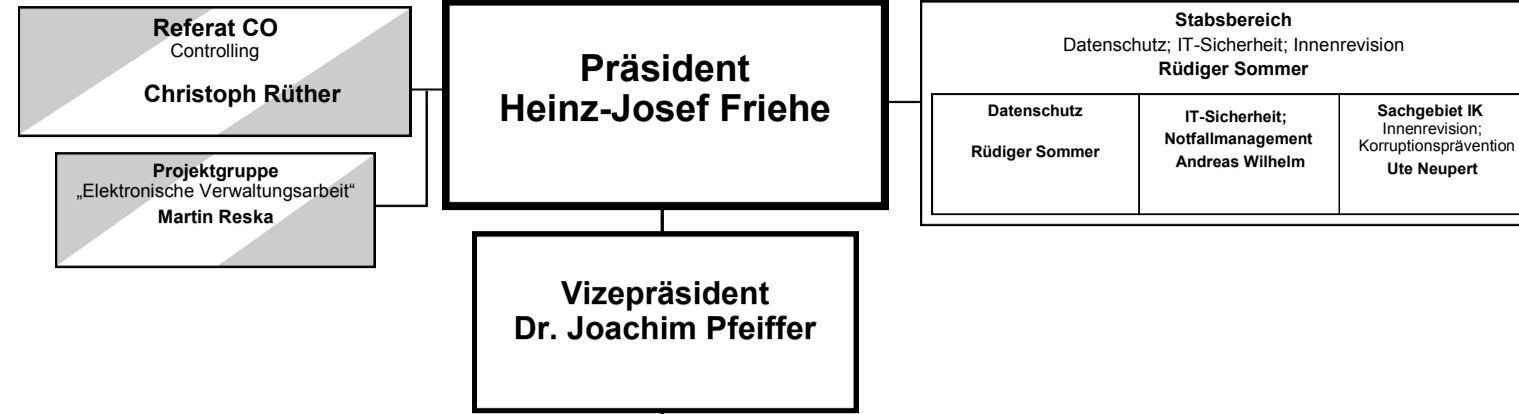 Referat CO
Controlling
Christoph Rüther
Projektgruppe
„Elektronische Verwaltungsarbeit“
Martin Reska
Präsident
Heinz-Josef Friehe
Vizepräsident
Dr. Joachim Pfeiffer
Stabsbereich
Datenschutz; IT-Sicherheit; Innenrevision
Rüdiger Sommer
Datenschutz
Rüdiger Sommer
IT-Sicherheit;
Notfallmanagement
Andreas Wilhelm
Sachgebiet IK
Innenrevision;
Korruptionsprävention
Ute Neupert